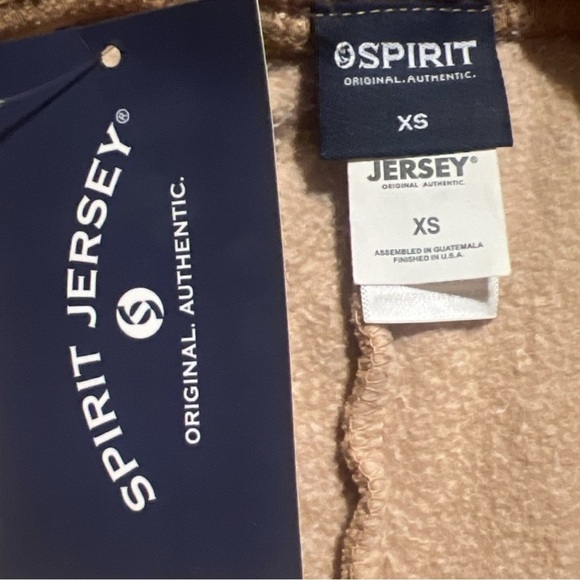 SPIRIT JERSEY®
ORIGINAL. AUTHENTIC.
SPIRIT
ORIGINAL. AUTHENTIC.
XS
JERSEY®
ORIGINAL AUTHENTIC.
XS
ASSEMBLED IN GUATEMALA
FINISHED IN U.S.A.